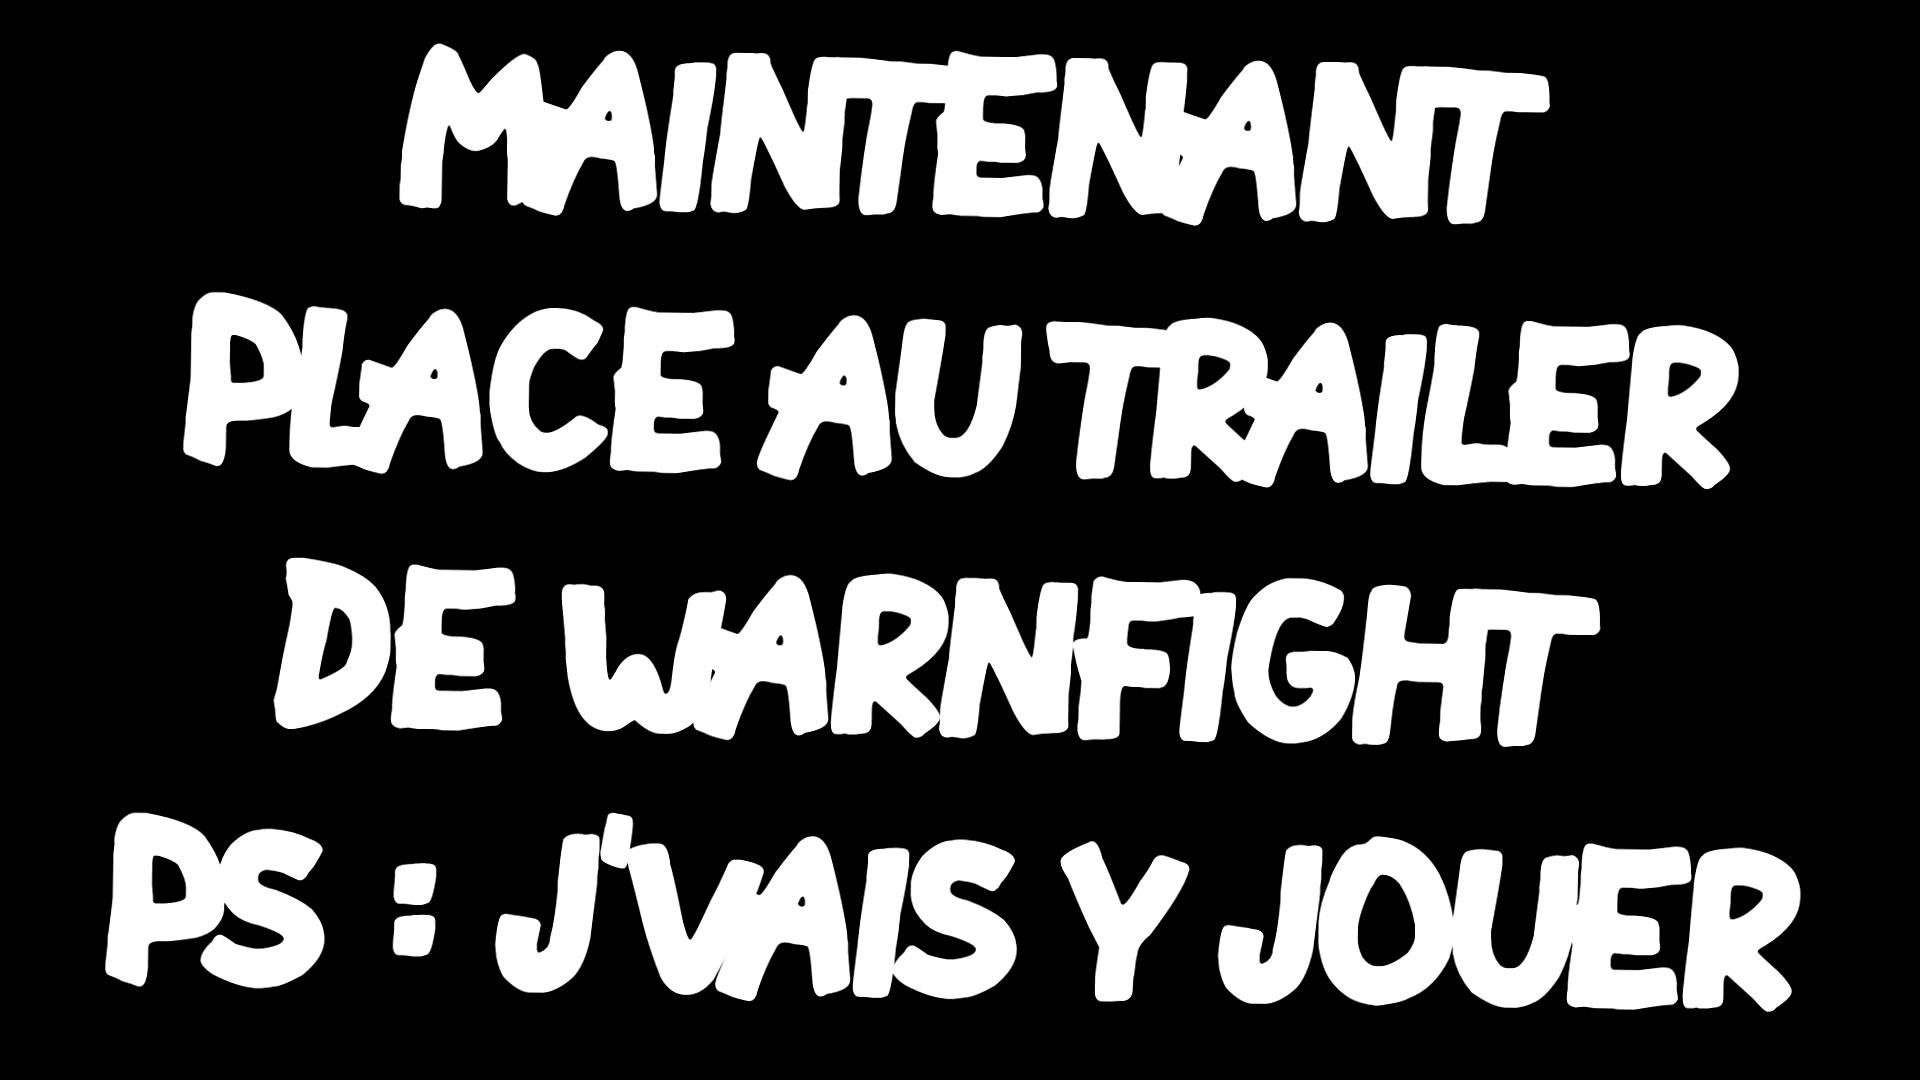 MAINTENANT
PLACE AU TRAILER
DE WARNFIGHT
PS : J'VAIS Y JOUER